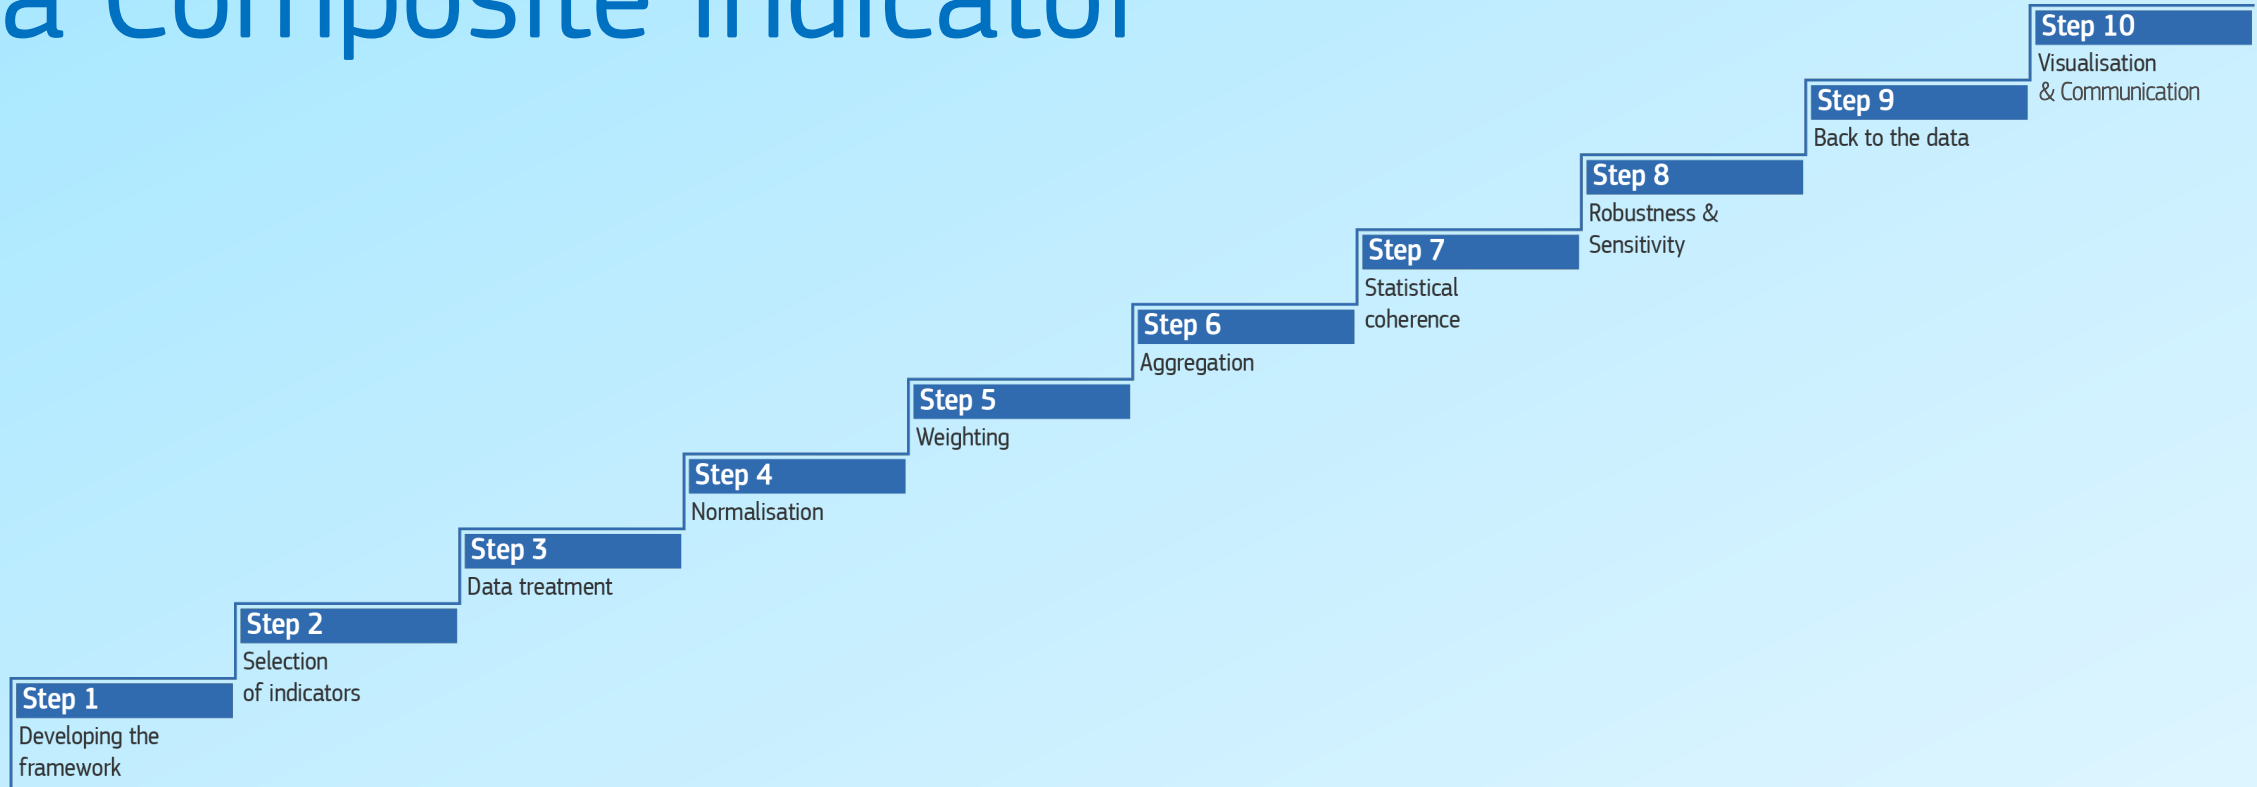 a Composite Indicator
Step 1
Developing the
framework
Step 2
Selection
of indicators
Step 3
Data treatment
Step 4
Normalisation
Step 5
Weighting
Step 6
Aggregation
Step 7
Statistical
coherence
Step 8
Robustness &
Sensitivity
Step 9
Back to the data
Step 10
Visualisation
& Communication